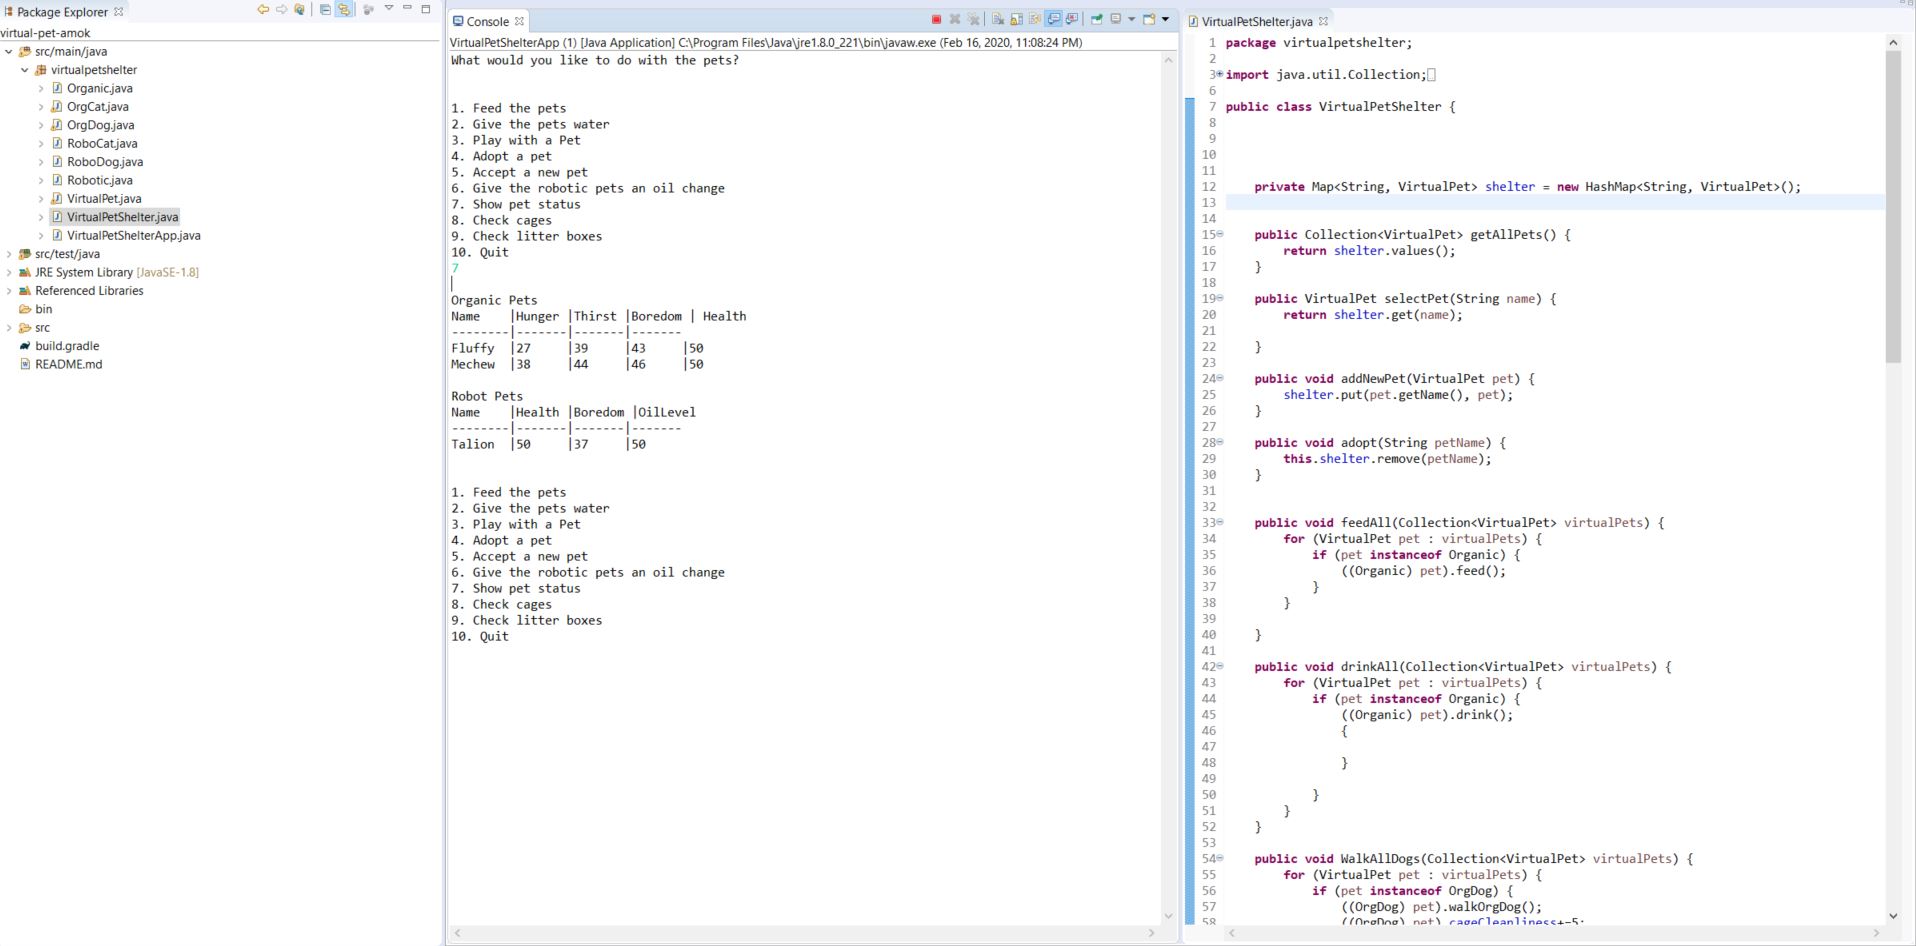 Package Explorer
virtual-pet-amok
src/main/java
virtualpetshelter
Organic.java
OrgCat.java
OrgDog.java
RoboCat.java
RoboDog.java
Robotic.java
VirtualPet.java
VirtualPetShelter.java
VirtualPetShelterApp.java
src/test/java
JRE System Library [JavaSE-1.8]
Referenced Libraries
bin
src
build.gradle
README.md
Console
VirtualPetShelterApp (1) [Java Application] C:\Program Files\Java\jre1.8.0_221\bin\javaw.exe (Feb 16, 2020, 11:08:24 PM)
What would you like to do with the pets?
1. Feed the pets
2. Give the pets water
3. Play with a Pet
4. Adopt a pet
5. Accept a new pet
6. Give the robotic pets an oil change
7. Show pet status
8. Check cages
9. Check litter boxes
10. Quit
7
Organic Pets
Name    |Hunger |Thirst |Boredom | Health
--------|-------|-------|-------
Fluffy  |27     |39     |43     |50
Mechew  |38     |44     |46     |50
Robot Pets
Name    |Health |Boredom |OilLevel
--------|-------|-------|-------
Talion  |50     |37     |50
1. Feed the pets
2. Give the pets water
3. Play with a Pet
4. Adopt a pet
5. Accept a new pet
6. Give the robotic pets an oil change
7. Show pet status
8. Check cages
9. Check litter boxes
10. Quit
VirtualPetShelter.java
1 package virtualpetshelter;
2
3 import java.util.Collection;
6
7 public class VirtualPetShelter {
8
9
10
11
12 private Map<String, VirtualPet> shelter = new HashMap<String, VirtualPet>();
13
14
15 public Collection<VirtualPet> getAllPets() {
16 return shelter.values();
17 }
18
19 public VirtualPet selectPet(String name) {
20 return shelter.get(name);
21
22 }
23
24 public void addNewPet(VirtualPet pet) {
25 shelter.put(pet.getName(), pet);
26 }
27
28 public void adopt(String petName) {
29 this.shelter.remove(petName);
30 }
31
32
33 public void feedAll(Collection<VirtualPet> virtualPets) {
34 for (VirtualPet pet : virtualPets) {
35 if (pet instanceof Organic) {
36 ((Organic) pet).feed();
37 }
38 }
39
40 }
41
42 public void drinkAll(Collection<VirtualPet> virtualPets) {
43 for (VirtualPet pet : virtualPets) {
44 if (pet instanceof Organic) {
45 ((Organic) pet).drink();
46 {
47
48 }
49
50 }
51 }
52 }
53
54 public void WalkAllDogs(Collection<VirtualPet> virtualPets) {
55 for (VirtualPet pet : virtualPets) {
56 if (pet instanceof OrgDog) {
57 ((OrgDog) pet).walkOrgDog();
58 ((OrgDog) pet).cageCleanliness+=5;